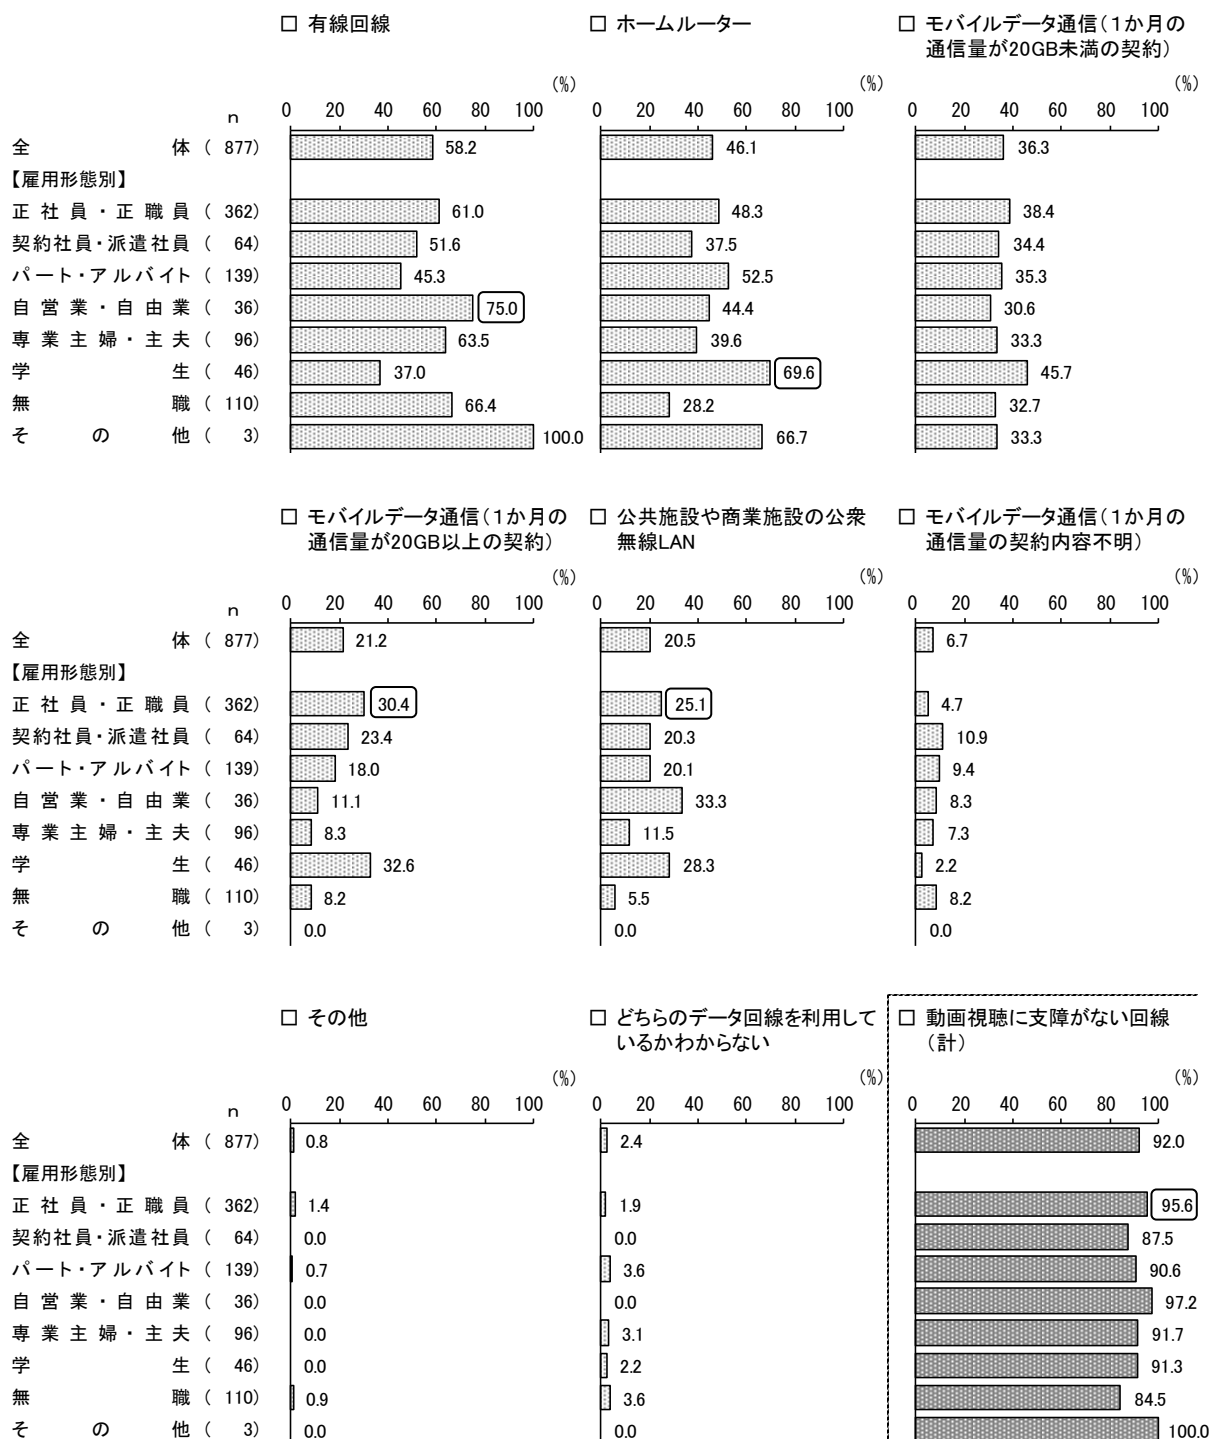 □ 有線回線 □ ホームルーター □ モバイルデータ通信(１か月の
通信量が20GB未満の契約)
(%) (%) (%)
n 0 20 40 60 80 100 0 20 40 60 80 100 0 20 40 60 80 100
全体 ( 877) 58.2 46.1 36.3
【雇用形態別】
正社員・正職員 ( 362) 61.0 48.3 38.4
契約社員・派遣社員 ( 64) 51.6 37.5 34.4
パート・アルバイト ( 139) 45.3 52.5 35.3
自営業・自由業 ( 36) 75.0 44.4 30.6
専業主婦・主夫 ( 96) 63.5 39.6 33.3
学生 ( 46) 37.0 69.6 45.7
無職 ( 110) 66.4 28.2 32.7
その他 ( 3) 100.0 66.7 33.3
□ モバイルデータ通信(１か月の □ 公共施設や商業施設の公衆 □ モバイルデータ通信(１か月の
通信量が20GB以上の契約) 無線LAN 通信量の契約内容不明)
(%) (%) (%)
n 0 20 40 60 80 100 0 20 40 60 80 100 0 20 40 60 80 100
全体 ( 877) 21.2 20.5 6.7
【雇用形態別】
正社員・正職員 ( 362) 30.4 25.1 4.7
契約社員・派遣社員 ( 64) 23.4 20.3 10.9
パート・アルバイト ( 139) 18.0 20.1 9.4
自営業・自由業 ( 36) 11.1 33.3 8.3
専業主婦・主夫 ( 96) 8.3 11.5 7.3
学生 ( 46) 32.6 28.3 2.2
無職 ( 110) 8.2 5.5 8.2
その他 ( 3) 0.0 0.0 0.0
□ その他 □ どちらのデータ回線を利用して □ 動画視聴に支障がない回線
いるかわからない (計)
(%) (%) (%)
n 0 20 40 60 80 100 0 20 40 60 80 100 0 20 40 60 80 100
全体 ( 877) 0.8 2.4 92.0
【雇用形態別】
正社員・正職員 ( 362) 1.4 1.9 95.6
契約社員・派遣社員 ( 64) 0.0 0.0 87.5
パート・アルバイト ( 139) 0.7 3.6 90.6
自営業・自由業 ( 36) 0.0 0.0 97.2
専業主婦・主夫 ( 96) 0.0 3.1 91.7
学生 ( 46) 0.0 2.2 91.3
無職 ( 110) 0.9 3.6 84.5
その他 ( 3) 0.0 0.0 100.0